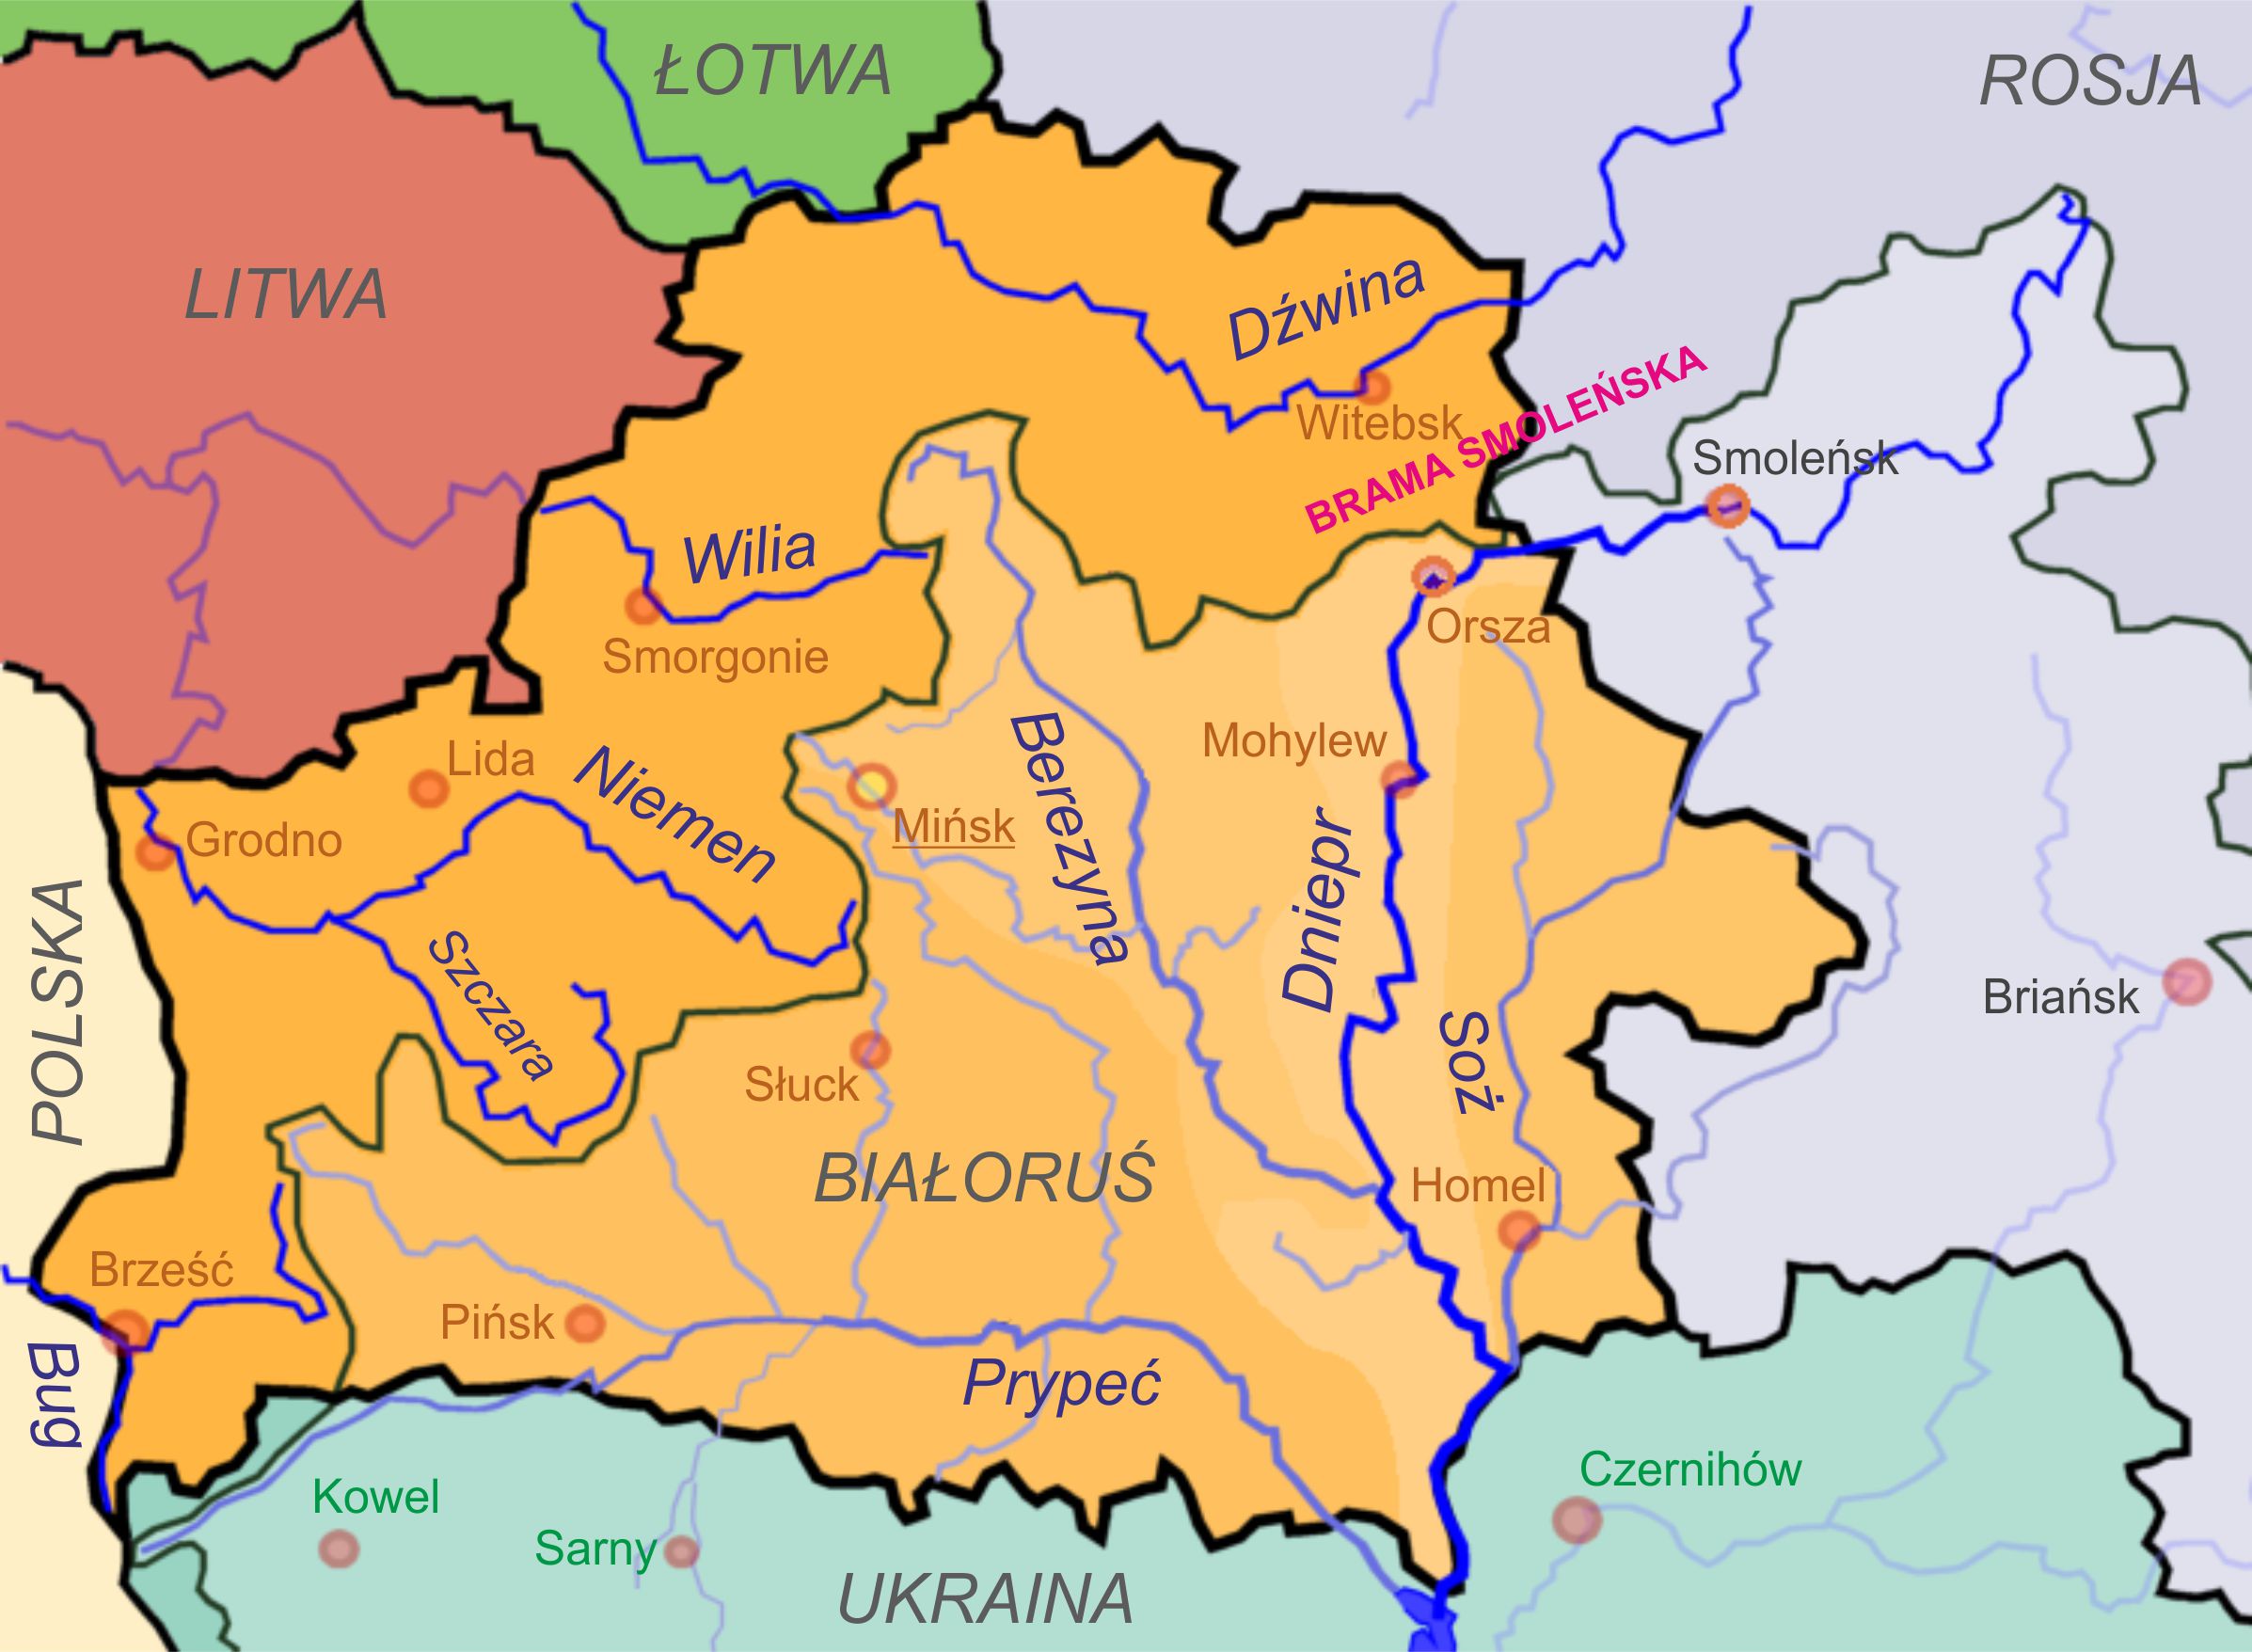 ŁOTWA
ROSJA
LITWA
Dźwina
Witebsk
BRAMA SMOLEŃSKA
Smoleńsk
Wilia
Smorgonie
Orsza
Lida
Niemen
Mohylew
Grodno
Mińsk
Berezyna
Dniepr
POLSKA
Szczara
Briańsk
Soż
Słuck
BIAŁORUŚ
Homel
Brześć
Pińsk
Bug
Prypeć
Kowel
Czernihów
Sarny
UKRAINA